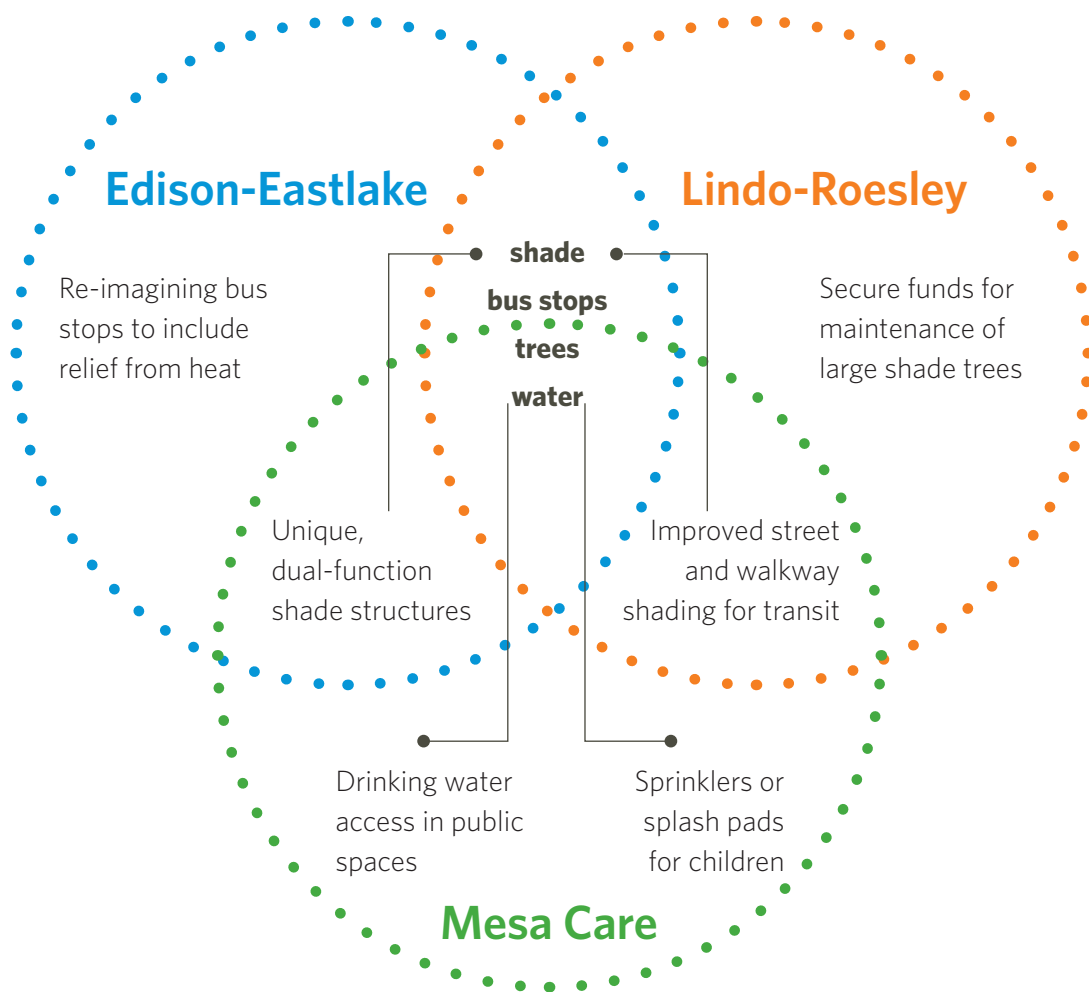 Edison-Eastlake
Lindo-Roesley
shade
bus stops
trees
water
Re-imagining bus
stops to include
relief from heat
Secure funds for
maintenance of
large shade trees
Unique,
dual-function
shade structures
Improved street
and walkway
shading for transit
Drinking water
access in public
spaces
Sprinklers or
splash pads
for children
Mesa Care